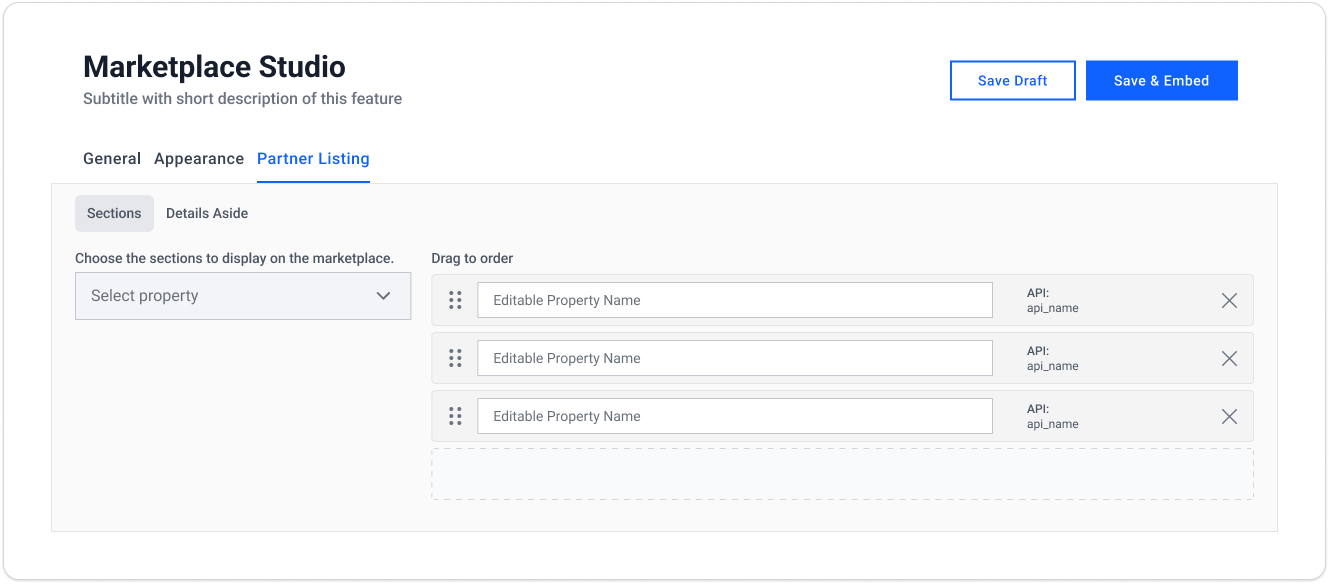 Marketplace Studio
Subtitle with short description of this feature
Save Draft
Save & Embed
General
Appearance
Partner Listing
Sections
Details Aside
Choose the sections to display on the marketplace.
Select property
Drag to order
Editable Property Name
API:
api_name
Editable Property Name
API:
api_name
Editable Property Name
API:
api_name